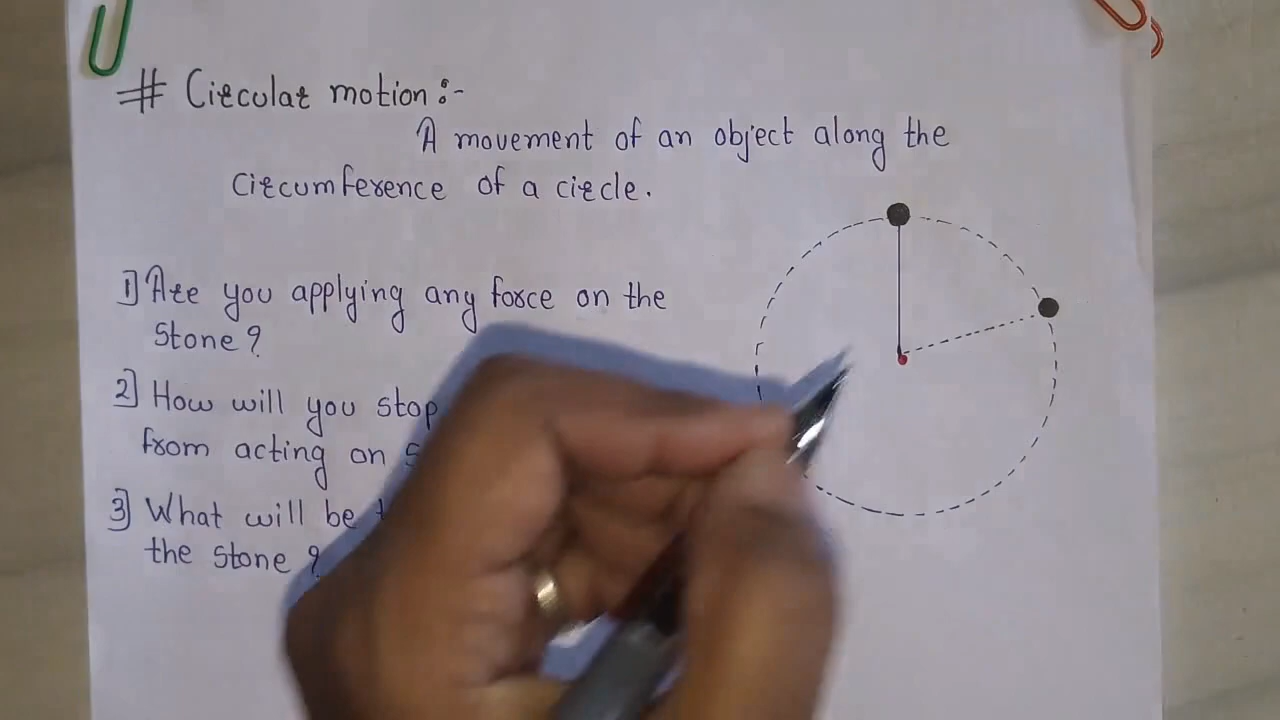 # Circular motion :-
A movement of an object along the
circumference of a circle.
1] Are you applying any force on the
stone?
2] How will you stop
from acting on
3] What will be
the stone?